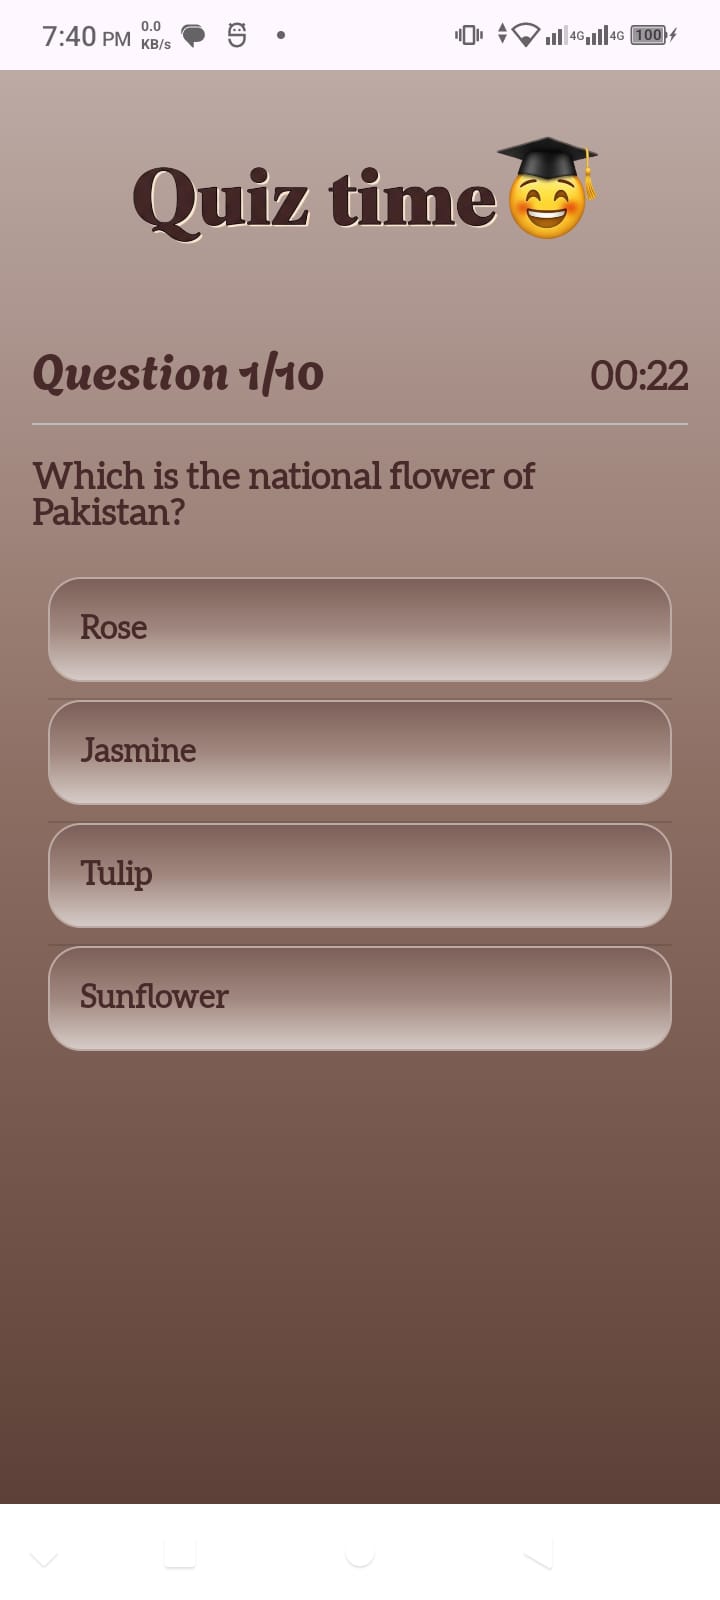 7:40 PM 0.0 KB/s 4G 4G 100
Quiz time
Question 1/10 00:22
Which is the national flower of
Pakistan?
Rose
Jasmine
Tulip
Sunflower